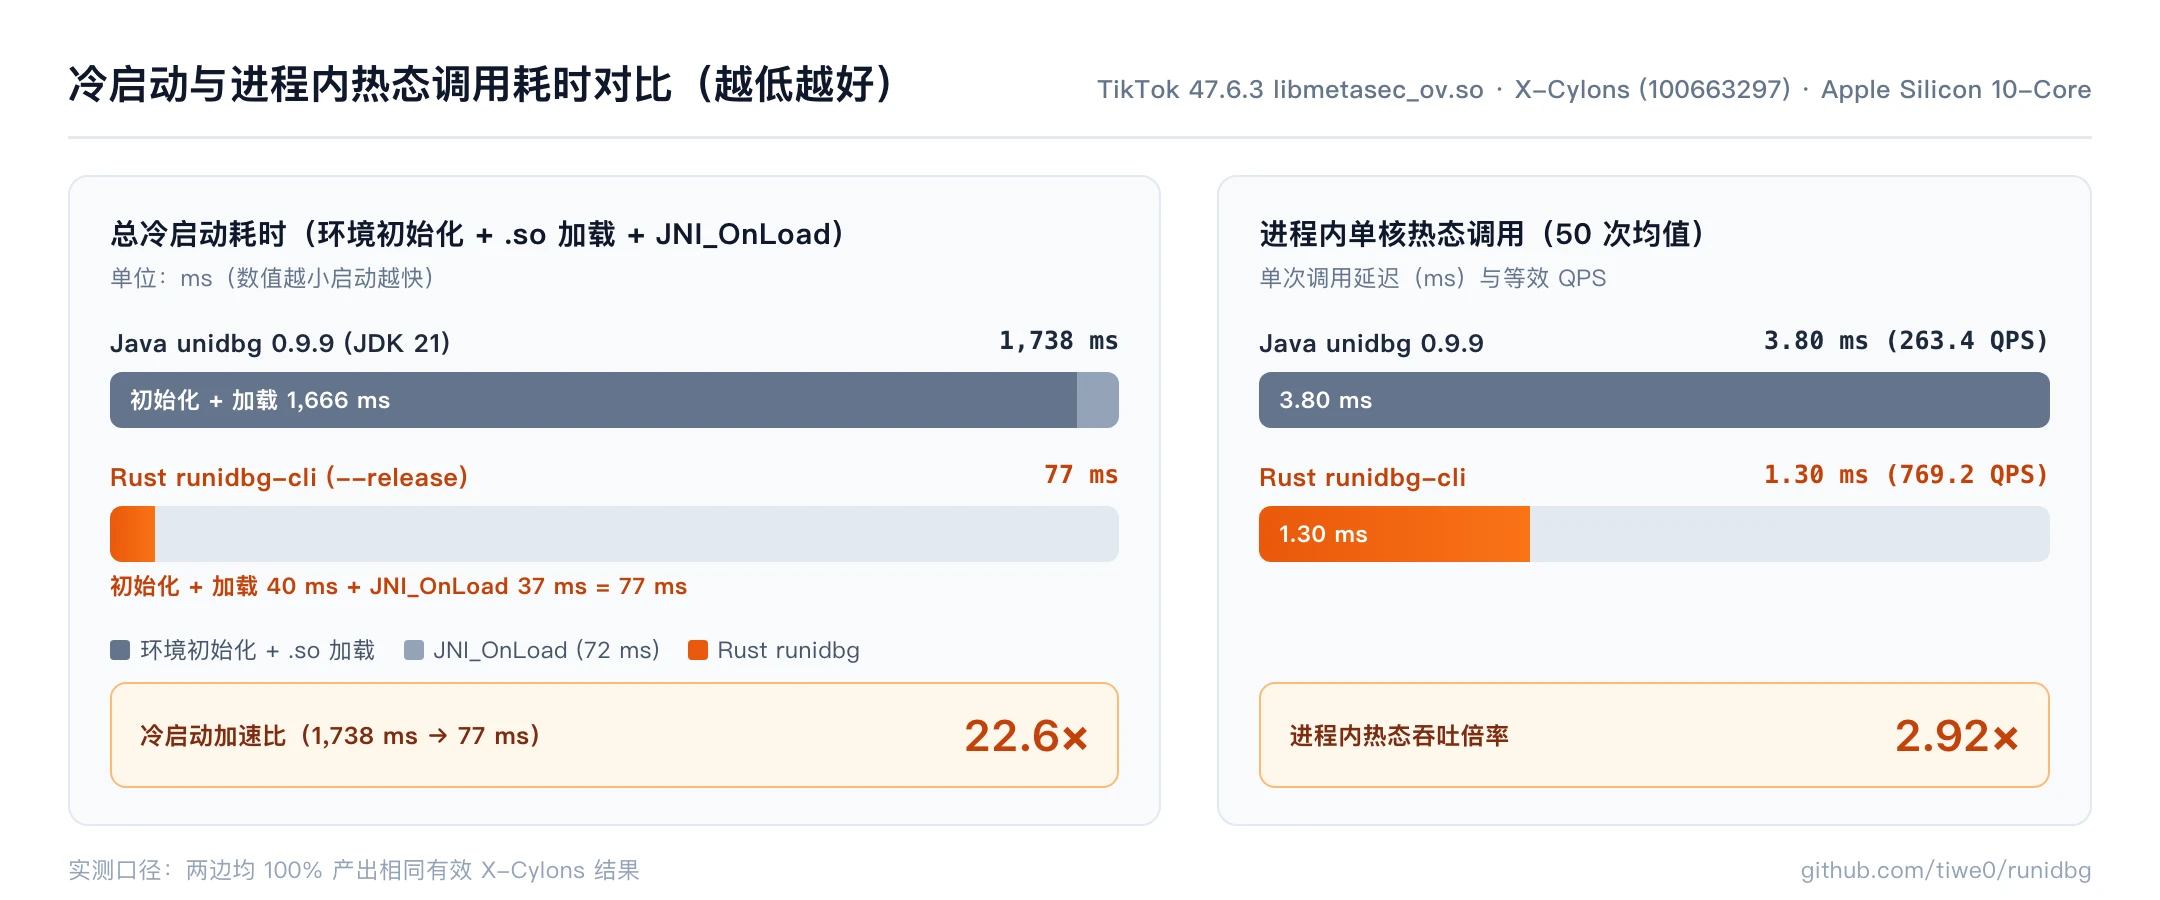 冷启动与进程内热态调用耗时对比（越低越好）
TikTok 47.6.3 libmetasec_ov.so · X-Cylons (100663297) · Apple Silicon 10-Core
总冷启动耗时（环境初始化 + .so 加载 + JNI_OnLoad）
单位：ms（数值越小启动越快）
Java unidbg 0.9.9 (JDK 21)
1,738 ms
初始化 + 加载 1,666 ms
Rust runidbg-cli (--release)
77 ms
初始化 + 加载 40 ms + JNI_OnLoad 37 ms = 77 ms
环境初始化 + .so 加载
JNI_OnLoad (72 ms)
Rust runidbg
冷启动加速比（1,738 ms → 77 ms）
22.6×
进程内单核热态调用（50 次均值）
单次调用延迟（ms）与等效 QPS
Java unidbg 0.9.9
3.80 ms (263.4 QPS)
3.80 ms
Rust runidbg-cli
1.30 ms (769.2 QPS)
1.30 ms
进程内热态吞吐倍率
2.92×
实测口径：两边均 100% 产出相同有效 X-Cylons 结果
github.com/tiwe0/runidbg